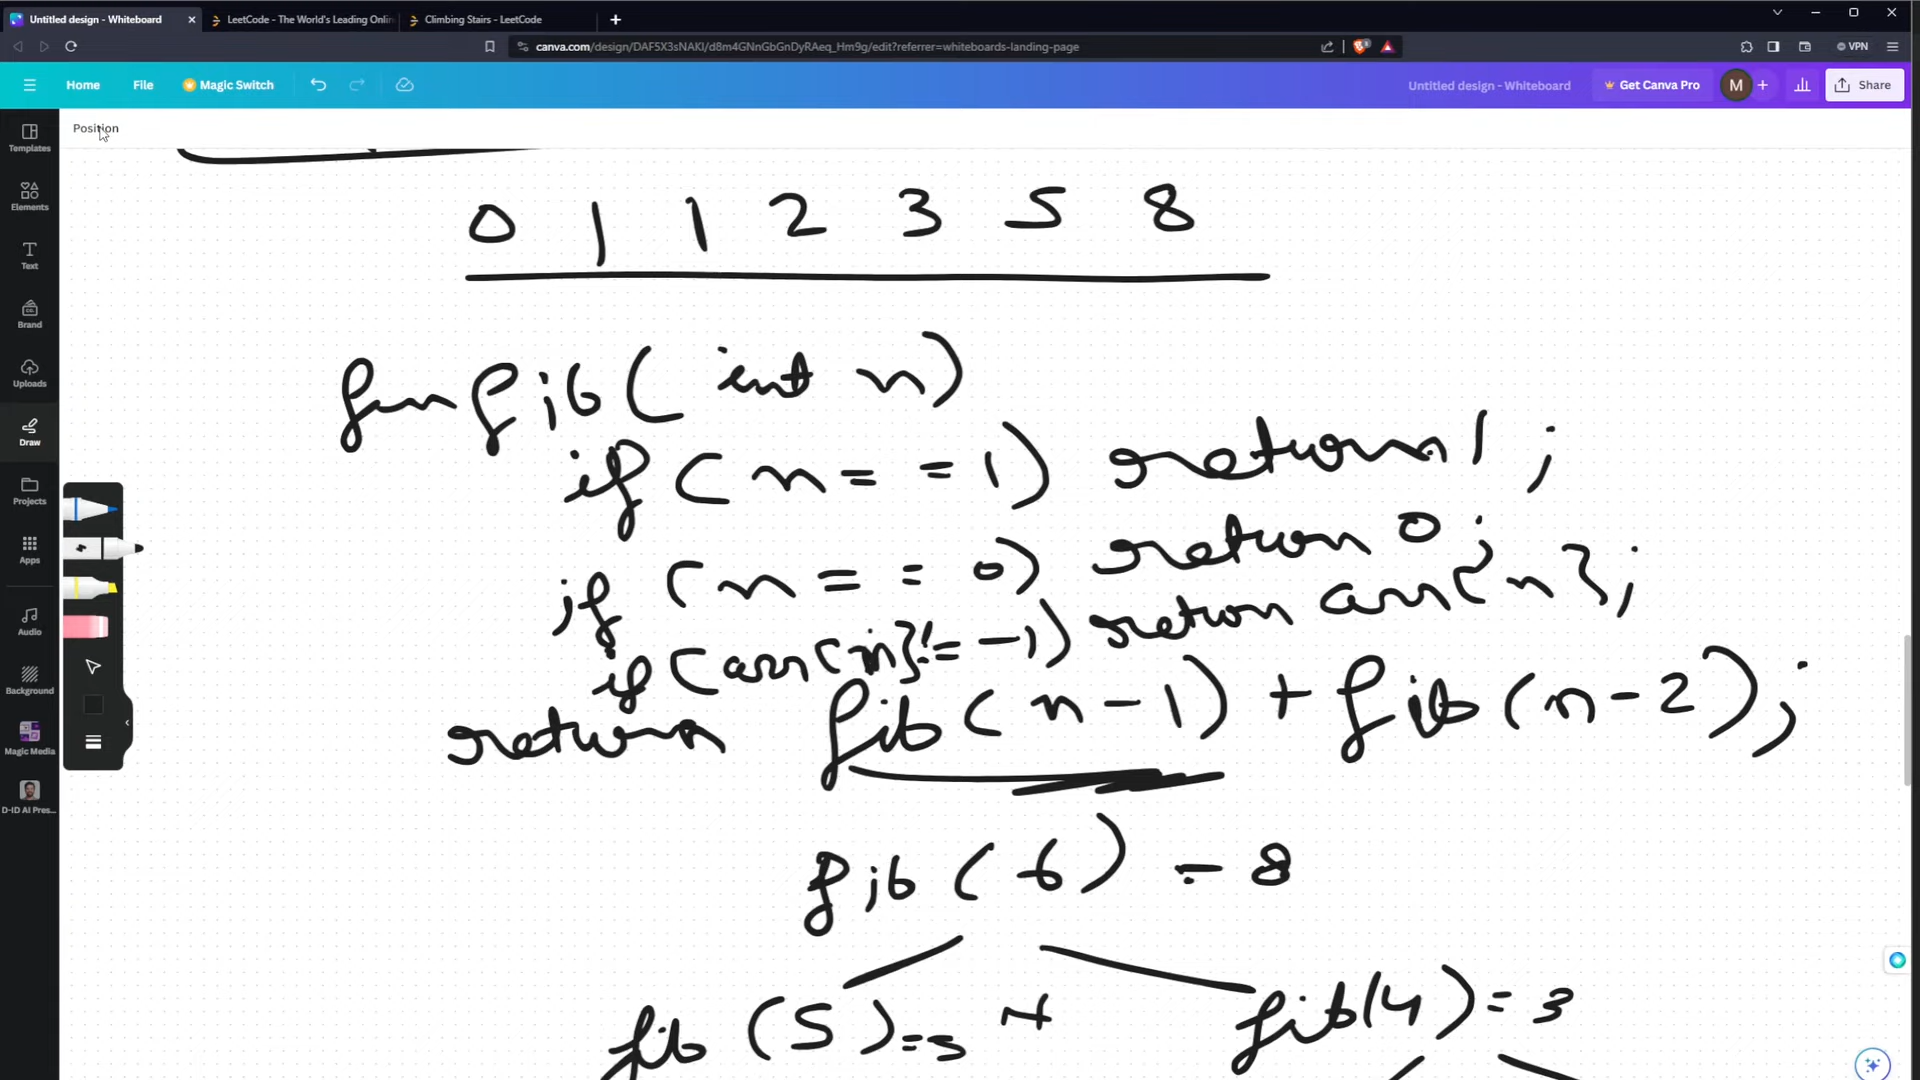 Untitled design - Whiteboard
LeetCode - The World's Leading Onlin
Climbing Stairs - LeetCode
canva.com/design/DAF5X3sNAKI/d8m4GNnGbGnDyRAeq_Hm9g/edit?referrer=whiteboards-landing-page
VPN
Home File Magic Switch
Untitled design - Whiteboard
Get Canva Pro
M
Share
Position
Templates
Elements
Text
Brand
Uploads
Draw
Projects
Apps
Audio
Background
Magic Media
D-ID AI Pres...
0 1 1 2 3 5 8
fun fib(int n)
if (n = = 1) return 1 ;
if (n = = 0) return 0 ;
if (arr[n] != -1) return arr[n] ;
return fib(n-1) + fib(n-2) ;
fib(6) = 8
fib(5) =5 + fib(4) = 3